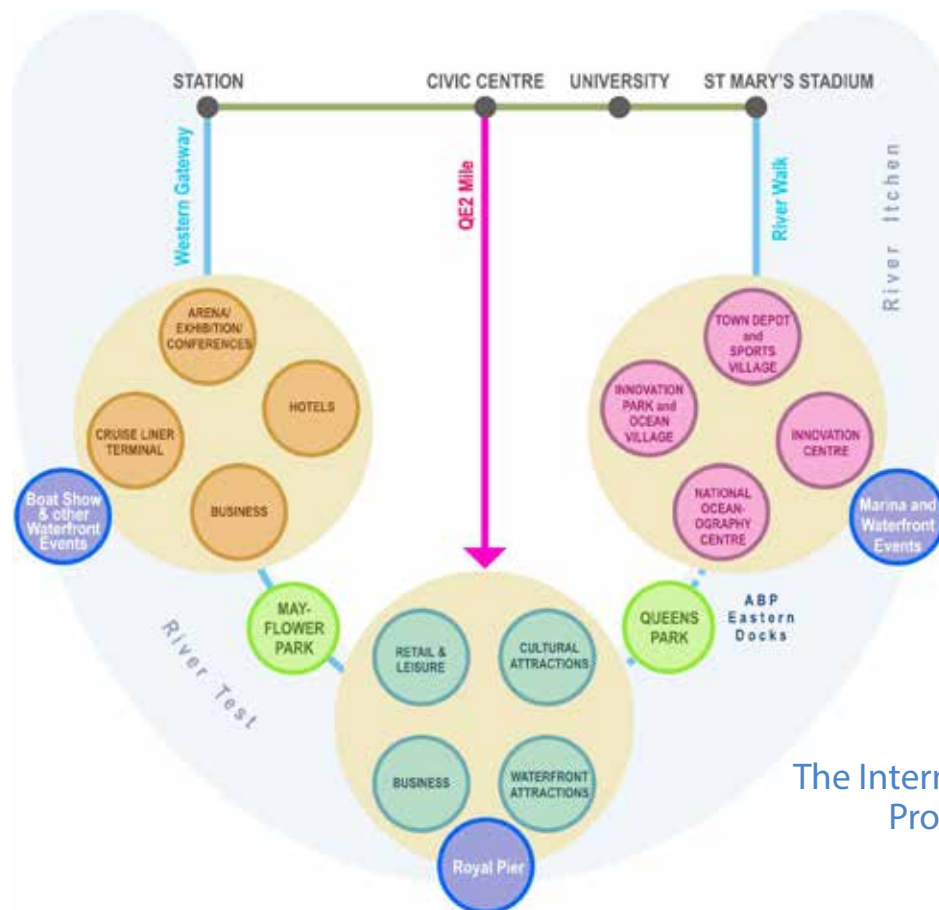 STATION
CIVIC CENTRE
UNIVERSITY
ST MARY'S STADIUM
Western Gateway
QE2 Mile
River Walk
River Itchen
ARENA/
EXHIBITION/
CONFERENCES
HOTELS
CRUISE LINER
TERMINAL
BUSINESS
Boat Show
& other
Waterfront
Events
TOWN DEPOT
and
SPORTS
VILLAGE
INNOVATION
PARK and
OCEAN
VILLAGE
INNOVATION
CENTRE
NATIONAL
OCEAN-
OGRAPHY
CENTRE
Marina and
Waterfront
Events
MAY-
FLOWER
PARK
QUEENS
PARK
ABP
Eastern
Docks
River Test
RETAIL &
LEISURE
CULTURAL
ATTRACTIONS
BUSINESS
WATERFRONT
ATTRACTIONS
Royal Pier
The Intern
Pro